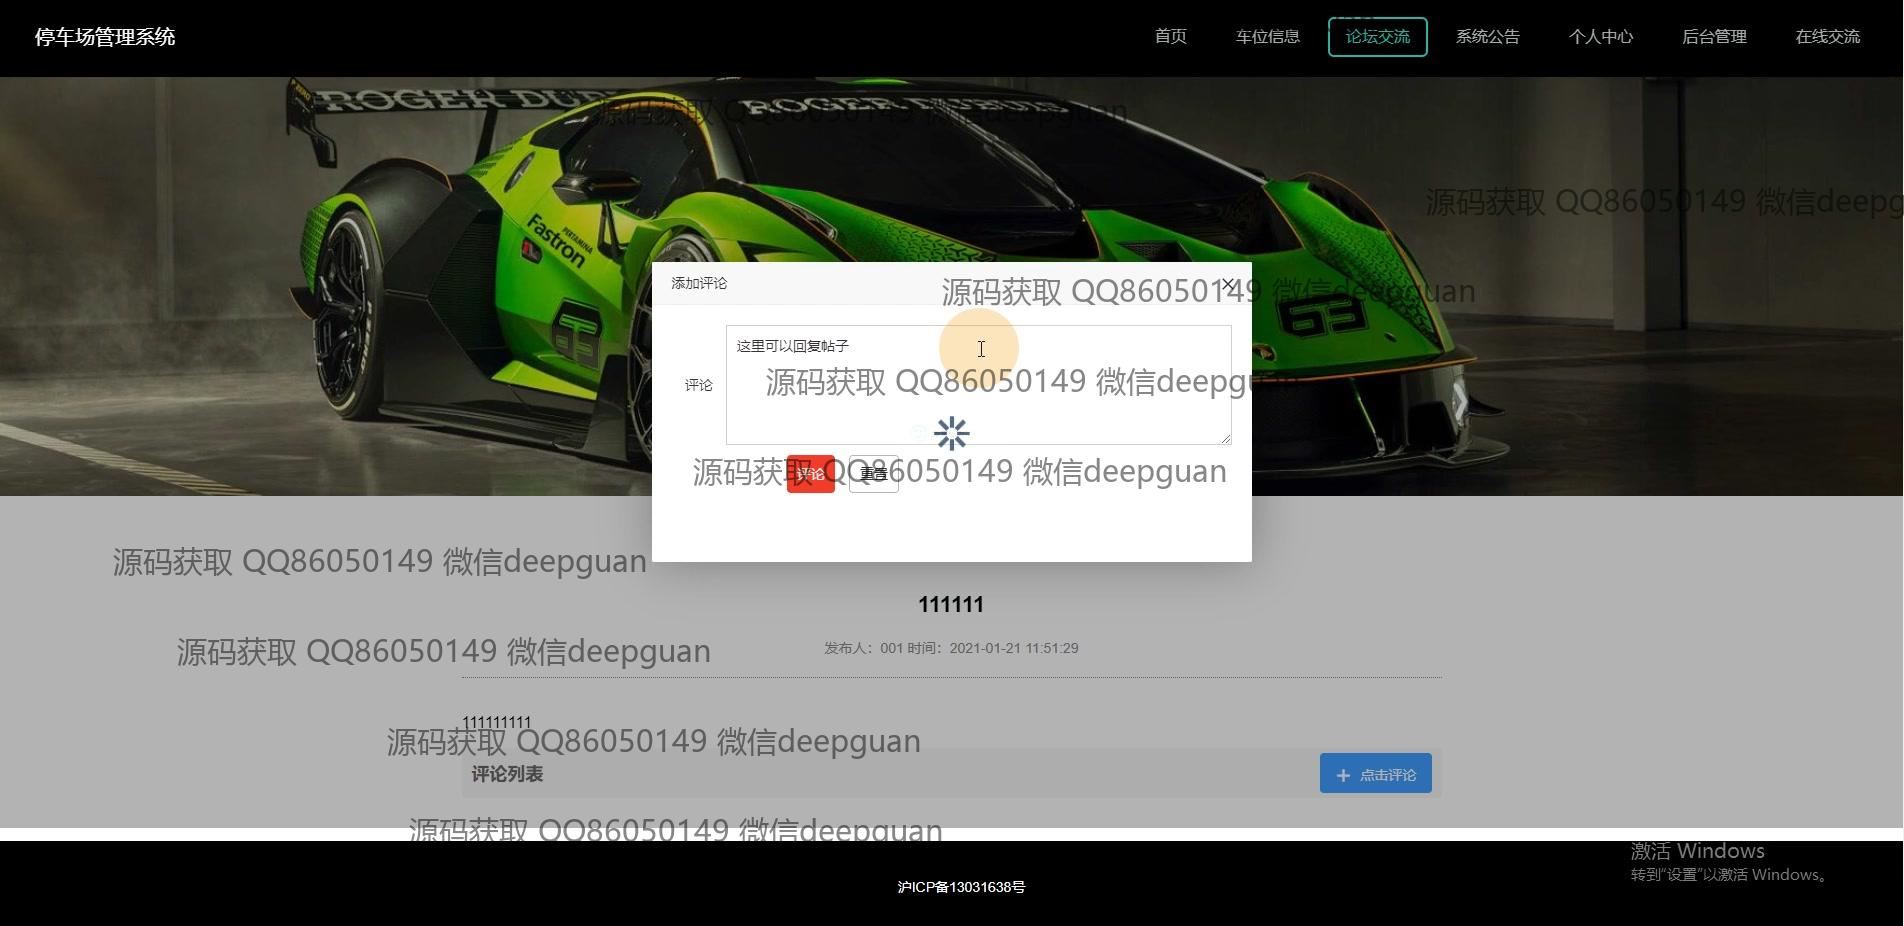 停车场管理系统
首页 车位信息 论坛交流 系统公告 个人中心 后台管理 在线交流
ROGER DUB
源码获取 QQ86050149 微信deepguan
源码获取 QQ86050149 微信deepg
PERTAMINA
Fastron
63
63
添加评论
源码获取 QQ86050149 微信deepguan
这里可以回复帖子
评论
源码获取 QQ86050149 微信deepguan
评论 重置
源码获取 QQ86050149 微信deepguan
源码获取 QQ86050149 微信deepguan
111111
源码获取 QQ86050149 微信deepguan
发布人：001 时间：2021-01-21 11:51:29
111111111
源码获取 QQ86050149 微信deepguan
评论列表
点击评论
源码获取 QQ86050149 微信deepguan
激活 Windows
转到“设置”以激活 Windows。
沪ICP备13031638号